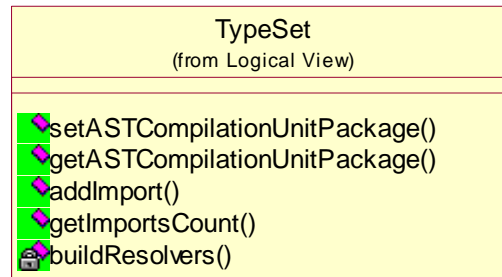 TypeSet
(from Logical View)
setASTCompilationUnitPackage()
getASTCompilationUnitPackage()
addImport()
getImportsCount()
buildResolvers()